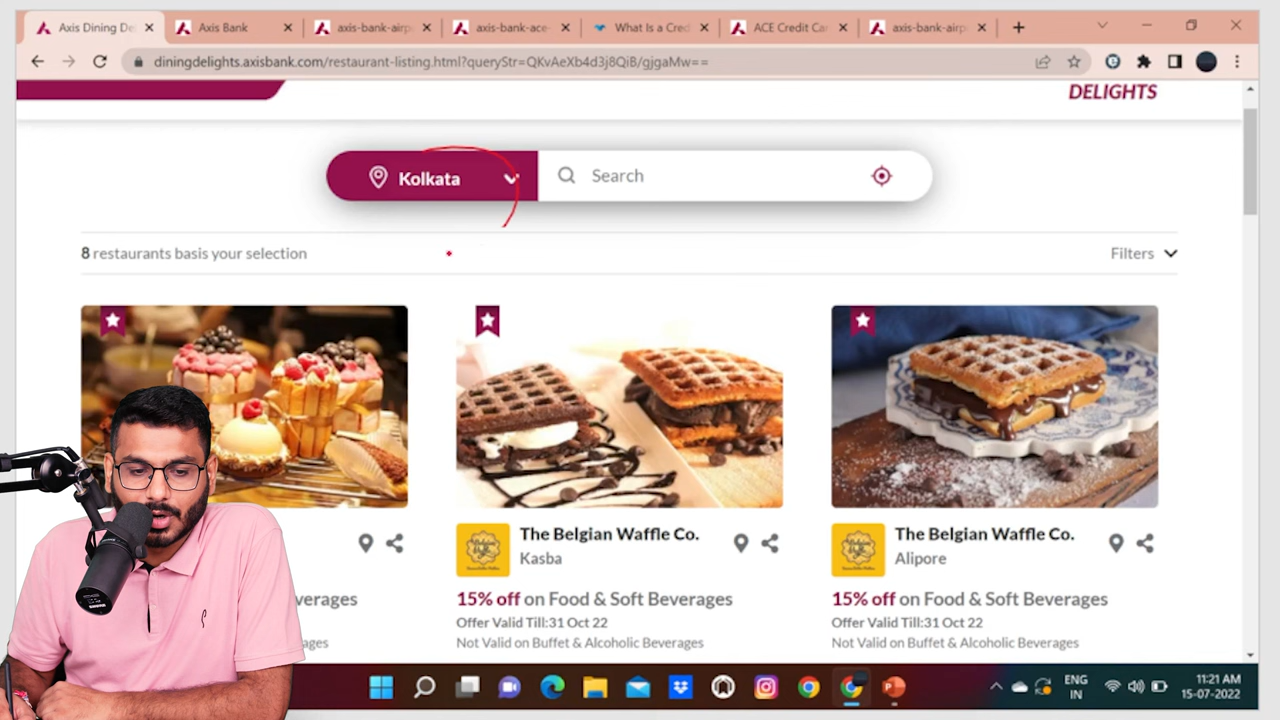 Axis Dining De
Axis Bank
axis-bank-airp
axis-bank-ace-
What Is a Cred
ACE Credit Car
axis-bank-airp
diningdelights.axisbank.com/restaurant-listing.html?queryStr=QKvAeXb4d3j8QiB/gjgaMw==
DELIGHTS
Kolkata
Search
8 restaurants basis your selection
Filters
The Belgian Waffle Co.
Kasba
The Belgian Waffle Co.
Alipore
verages
15% off on Food & Soft Beverages
15% off on Food & Soft Beverages
Offer Valid Till:31 Oct 22
Offer Valid Till:31 Oct 22
ages
Not Valid on Buffet & Alcoholic Beverages
Not Valid on Buffet & Alcoholic Beverages
ENG
IN
11:21 AM
15-07-2022